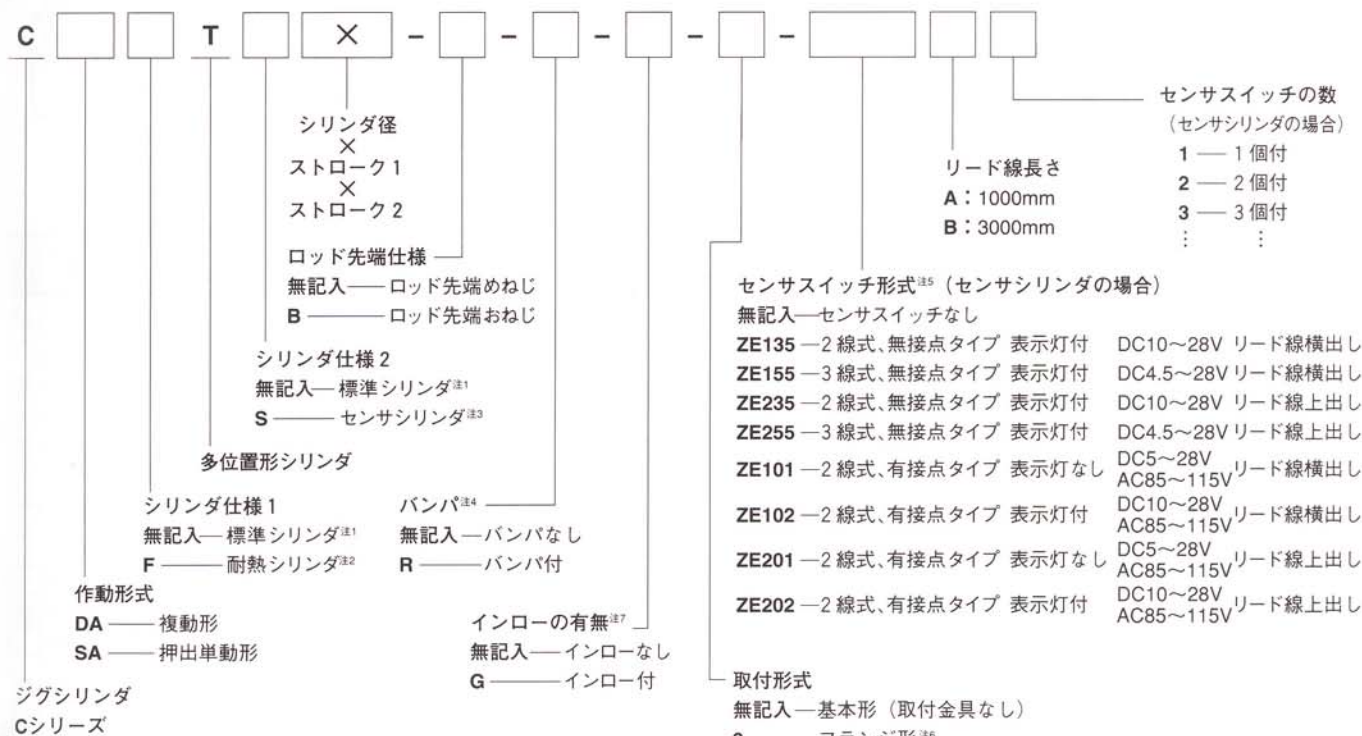 C □ □ T □ × - □ - □ - □ - □ - □ □ □
センサスイッチの数
（センサシリンダの場合）
1 ── 1個付
2 ── 2個付
3 ── 3個付
⋮ ⋮
リード線長さ
A：1000mm
B：3000mm
シリンダ径
×
ストローク1
×
ストローク2
ロッド先端仕様
無記入── ロッド先端めねじ
B ── ロッド先端おねじ
シリンダ仕様2
無記入─ 標準シリンダ注1
S ── センサシリンダ注3
多位置形シリンダ
シリンダ仕様1
無記入─ 標準シリンダ注1
F ── 耐熱シリンダ注2
バンパ注4
無記入─バンパなし
R ── バンパ付
作動形式
DA ── 複動形
SA ── 押出単動形
インローの有無注7
無記入── インローなし
G ── インロー付
ジグシリンダ
Cシリーズ
センサスイッチ形式注5（センサシリンダの場合）
無記入─センサスイッチなし
ZE135 ─2線式、無接点タイプ 表示灯付 DC10～28V リード線横出し
ZE155 ─3線式、無接点タイプ 表示灯付 DC4.5～28V リード線横出し
ZE235 ─2線式、無接点タイプ 表示灯付 DC10～28V リード線上出し
ZE255 ─3線式、無接点タイプ 表示灯付 DC4.5～28V リード線上出し
ZE101 ─2線式、有接点タイプ 表示灯なし DC5～28V AC85～115V リード線横出し
ZE102 ─2線式、有接点タイプ 表示灯付 DC10～28V AC85～115V リード線横出し
ZE201 ─2線式、有接点タイプ 表示灯なし DC5～28V AC85～115V リード線上出し
ZE202 ─2線式、有接点タイプ 表示灯付 DC10～28V AC85～115V リード線上出し
取付形式
無記入─基本形（取付金具なし）
フランジ形注6